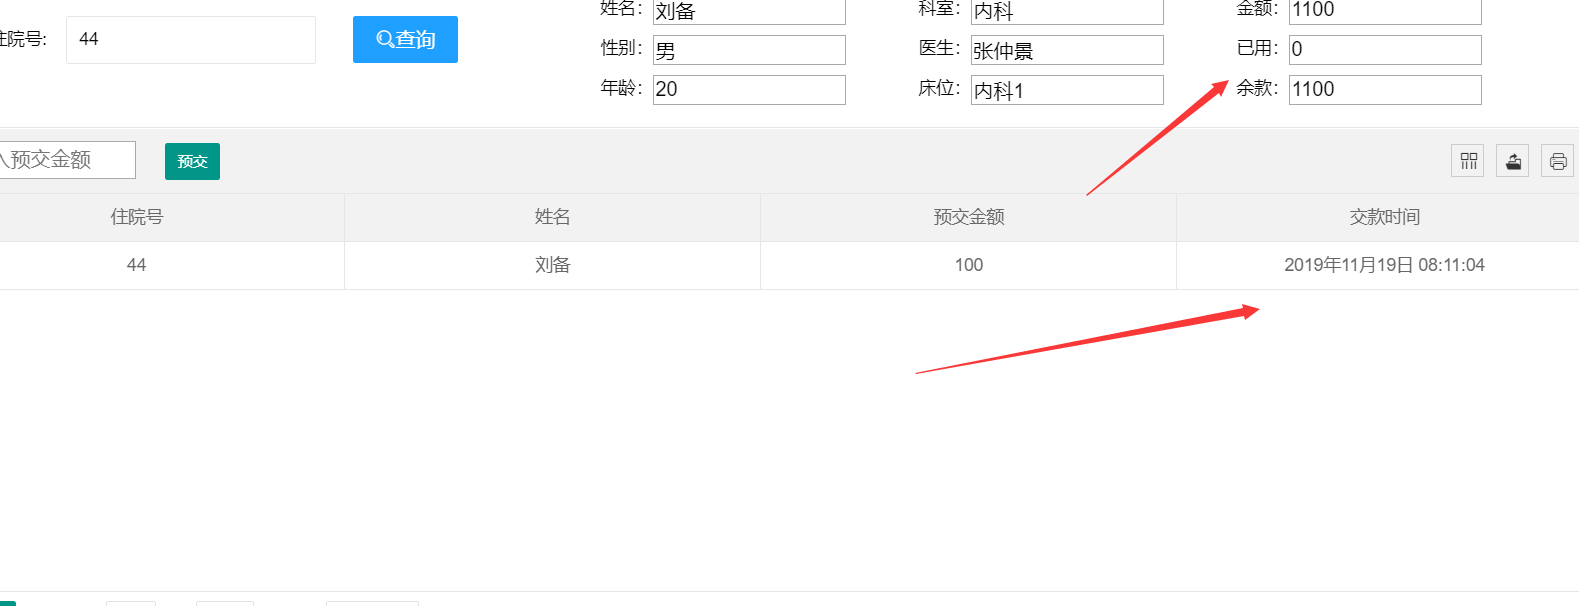 姓名: 刘备 科室: 内科 金额: 1100
住院号: 44 查询
性别: 男 医生: 张仲景 已用: 0
年龄: 20 床位: 内科1 余款: 1100
入预交金额 预交
住院号 姓名 预交金额 交款时间
44 刘备 100 2019年11月19日 08:11:04